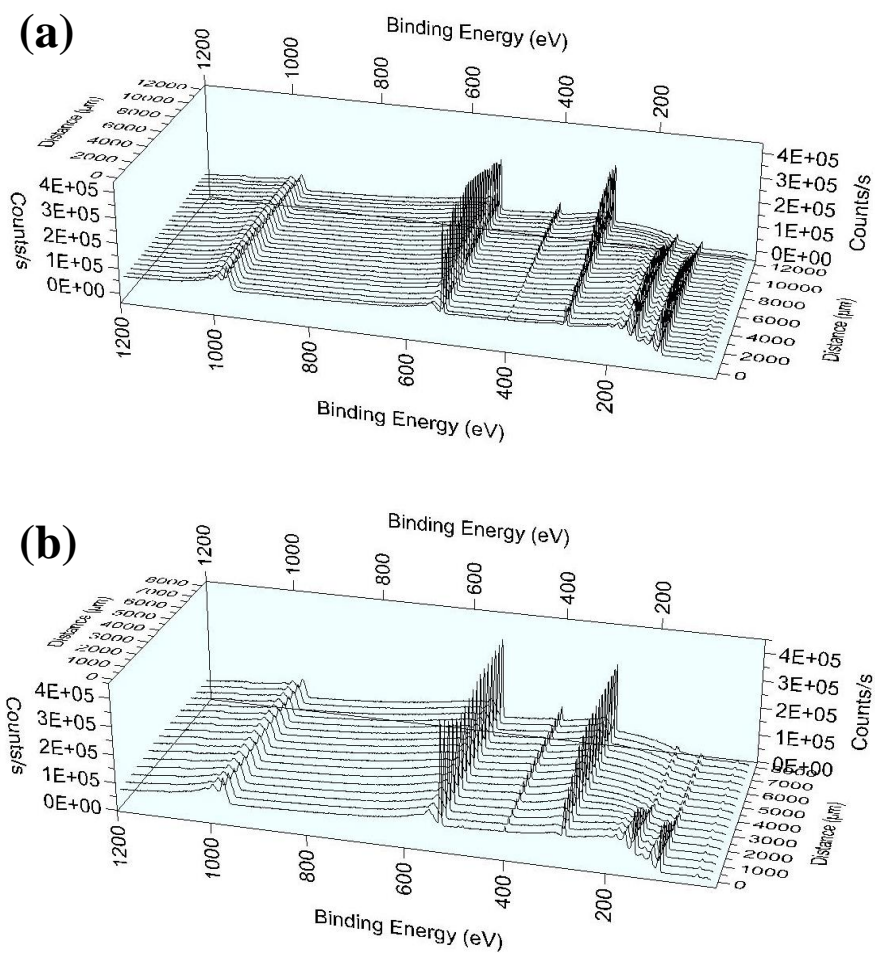 (a)
Binding Energy (eV)
1200
1000
800
600
400
200
12000
10000
8000
6000
4000
2000
0
Distance (µm)
4E+05
3E+05
2E+05
1E+05
0E+00
Counts/s
4E+05
3E+05
2E+05
1E+05
0E+00
Counts/s
12000
10000
8000
6000
4000
2000
0
Distance (µm)
1200
1000
800
600
400
200
Binding Energy (eV)
(b)
Binding Energy (eV)
1200
1000
800
600
400
200
8000
7000
6000
5000
4000
3000
2000
1000
0
Distance (µm)
4E+05
3E+05
2E+05
1E+05
0E+00
Counts/s
4E+05
3E+05
2E+05
1E+05
0E+00
Counts/s
8000
7000
6000
5000
4000
3000
2000
1000
0
Distance (µm)
1200
1000
800
600
400
200
Binding Energy (eV)